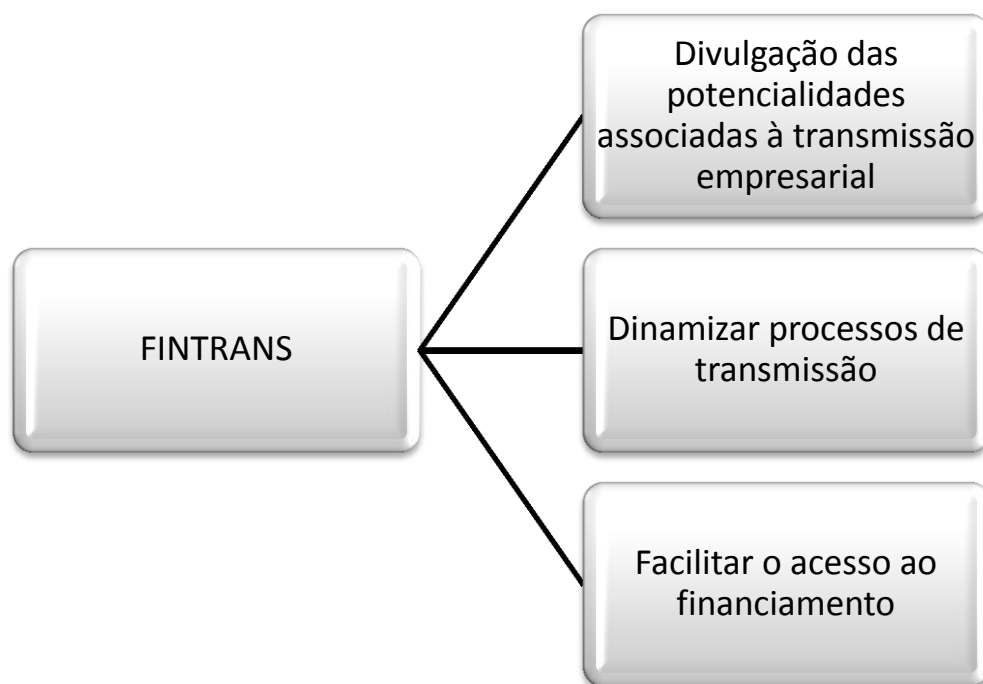 FINTRANS
Divulgação das
potencialidades
associadas à transmissão
empresarial
Dinamizar processos de
transmissão
Facilitar o acesso ao
financiamento